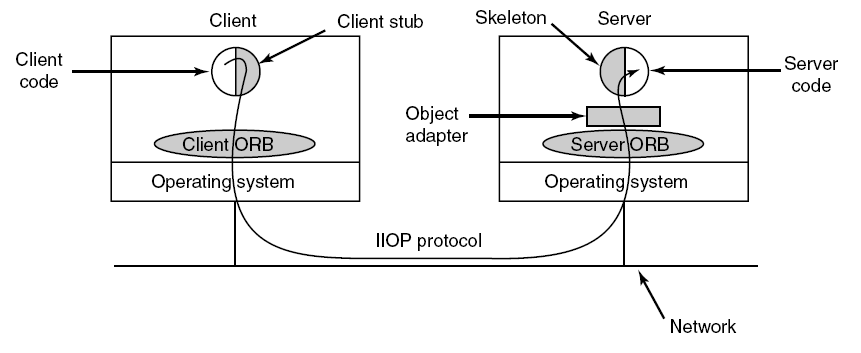 Client
Client stub
Skeleton
Server
Client
code
Server
code
Object
adapter
Client ORB
Server ORB
Operating system
Operating system
IIOP protocol
Network